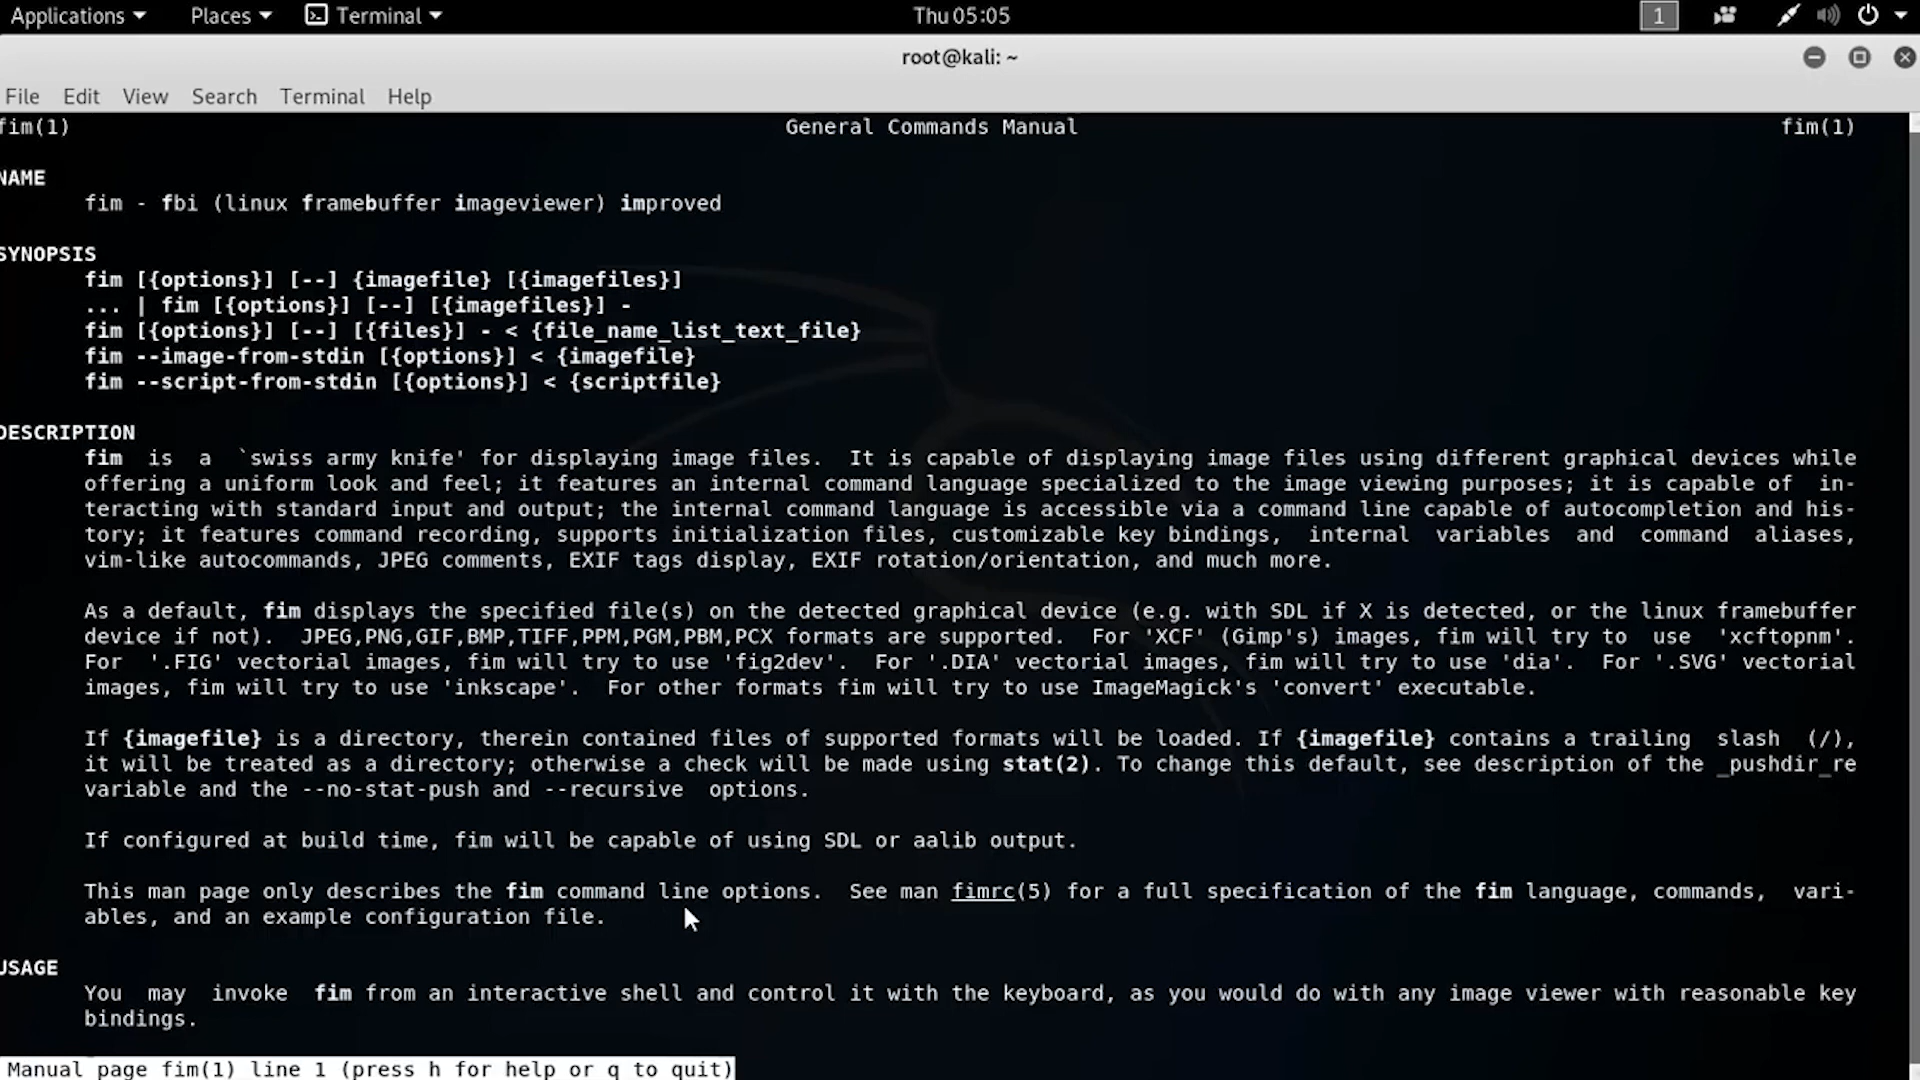 Applications Places Terminal Thu 05:05 1
root@kali: ~
File Edit View Search Terminal Help
fim(1) General Commands Manual fim(1)
NAME
fim - fbi (linux framebuffer imageviewer) improved
SYNOPSIS
fim [{options}] [--] {imagefile} [{imagefiles}]
... | fim [{options}] [--] [{imagefiles}] -
fim [{options}] [--] [{files}] - < {file_name_list_text_file}
fim --image-from-stdin [{options}] < {imagefile}
fim --script-from-stdin [{options}] < {scriptfile}
DESCRIPTION
fim is a `swiss army knife' for displaying image files. It is capable of displaying image files using different graphical devices while
offering a uniform look and feel; it features an internal command language specialized to the image viewing purposes; it is capable of in-
teracting with standard input and output; the internal command language is accessible via a command line capable of autocompletion and his-
tory; it features command recording, supports initialization files, customizable key bindings, internal variables and command aliases,
vim-like autocommands, JPEG comments, EXIF tags display, EXIF rotation/orientation, and much more.
As a default, fim displays the specified file(s) on the detected graphical device (e.g. with SDL if X is detected, or the linux framebuffer
device if not). JPEG,PNG,GIF,BMP,TIFF,PPM,PGM,PBM,PCX formats are supported. For 'XCF' (Gimp's) images, fim will try to use 'xcftopnm'.
For '.FIG' vectorial images, fim will try to use 'fig2dev'. For '.DIA' vectorial images, fim will try to use 'dia'. For '.SVG' vectorial
images, fim will try to use 'inkscape'. For other formats fim will try to use ImageMagick's 'convert' executable.
If {imagefile} is a directory, therein contained files of supported formats will be loaded. If {imagefile} contains a trailing slash (/),
it will be treated as a directory; otherwise a check will be made using stat(2). To change this default, see description of the _pushdir_re
variable and the --no-stat-push and --recursive options.
If configured at build time, fim will be capable of using SDL or aalib output.
This man page only describes the fim command line options. See man fimrc(5) for a full specification of the fim language, commands, vari-
ables, and an example configuration file.
USAGE
You may invoke fim from an interactive shell and control it with the keyboard, as you would do with any image viewer with reasonable key
bindings.
Manual page fim(1) line 1 (press h for help or q to quit)